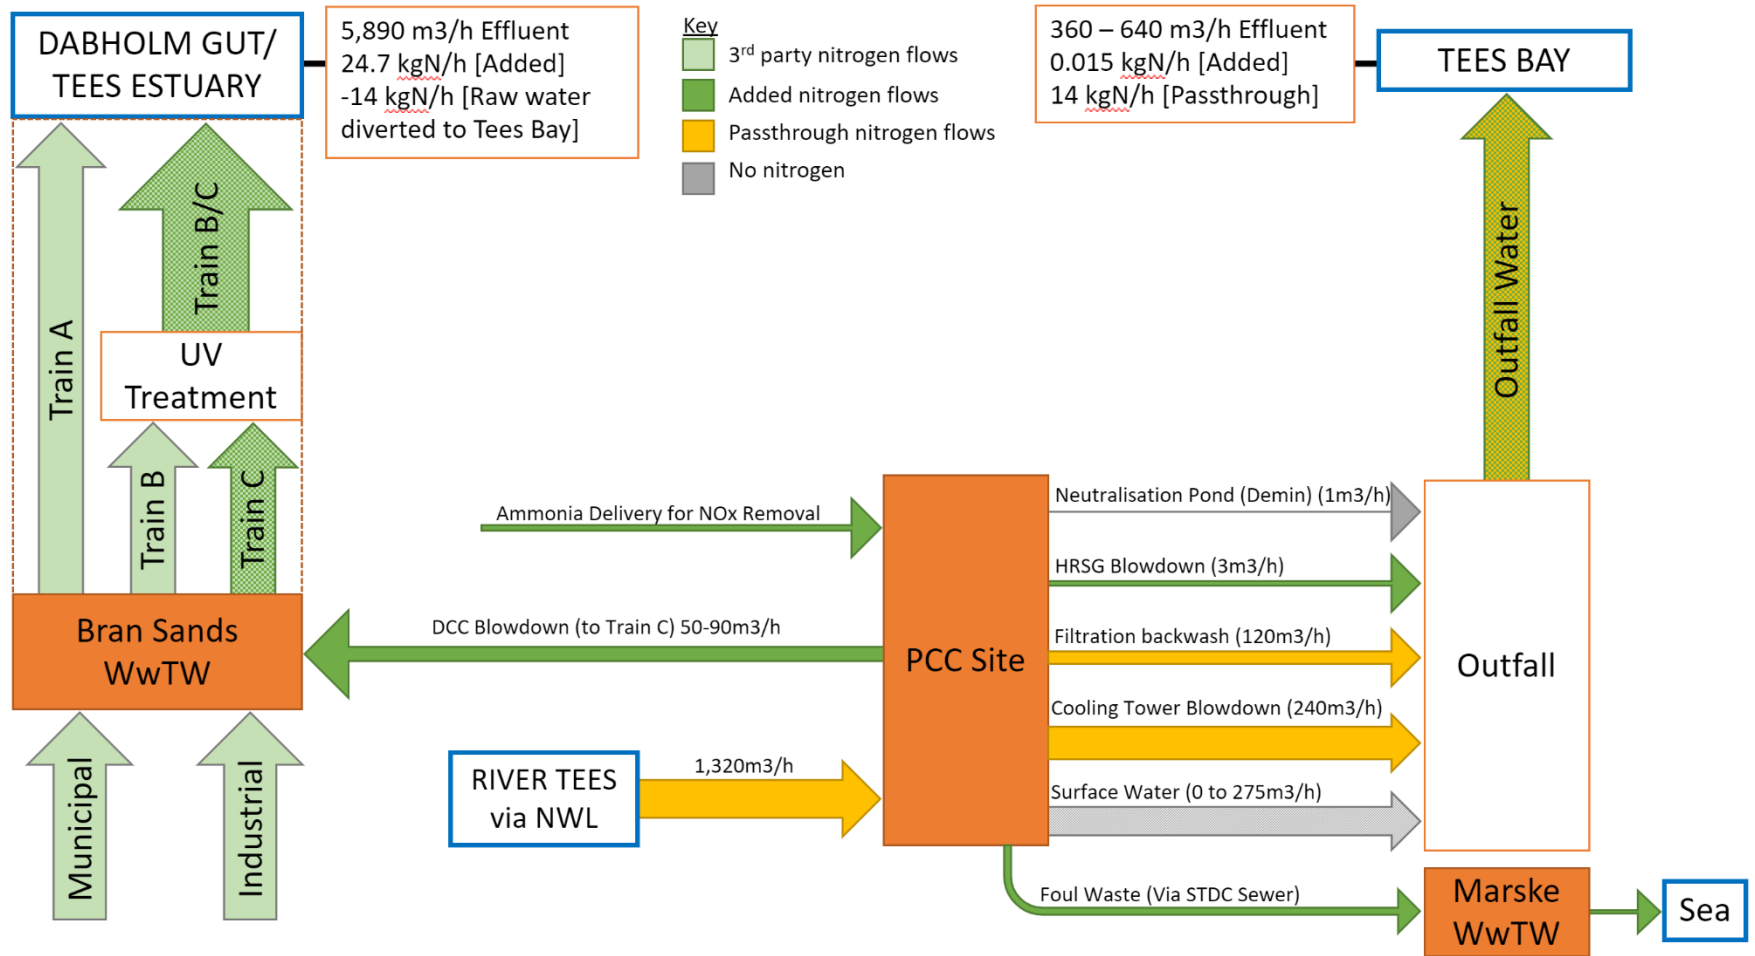 DABHOLM GUT/
TEES ESTUARY
5,890 m3/h Effluent
24.7 kgN/h [Added]
-14 kgN/h [Raw water
diverted to Tees Bay]
Key
3rd party nitrogen flows
Added nitrogen flows
Passthrough nitrogen flows
No nitrogen
360 – 640 m3/h Effluent
0.015 kgN/h [Added]
14 kgN/h [Passthrough]
TEES BAY
Train A
Train B/C
UV
Treatment
Train B
Train C
Bran Sands
WwTW
Municipal
Industrial
Ammonia Delivery for NOx Removal
DCC Blowdown (to Train C) 50-90m3/h
RIVER TEES
via NWL
1,320m3/h
PCC Site
Neutralisation Pond (Demin) (1m3/h)
HRSG Blowdown (3m3/h)
Filtration backwash (120m3/h)
Cooling Tower Blowdown (240m3/h)
Surface Water (0 to 275m3/h)
Foul Waste (Via STDC Sewer)
Outfall Water
Outfall
Marske
WwTW
Sea